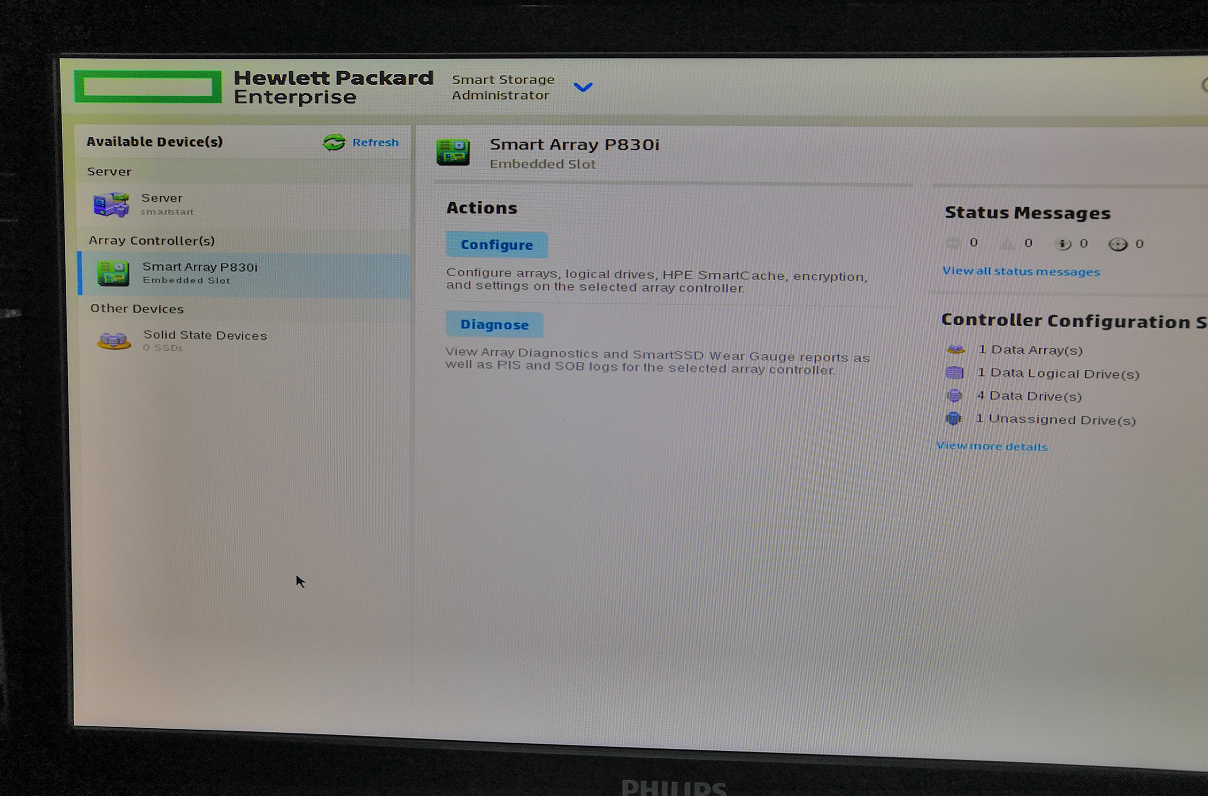 Hewlett Packard
Enterprise
Smart Storage
Administrator
Available Device(s)
Refresh
Server
Server
smartstart
Array Controller(s)
Smart Array P830i
Embedded Slot
Other Devices
Solid State Devices
0 SSDs
Smart Array P830i
Embedded Slot
Actions
Configure
Configure arrays, logical drives, HPE SmartCache, encryption,
and settings on the selected array controller.
Diagnose
View Array Diagnostics and SmartSSD Wear Gauge reports as
well as RIS and SOB logs for the selected array controller.
Status Messages
0 0 0 0
View all status messages
Controller Configuration S
1 Data Array(s)
1 Data Logical Drive(s)
4 Data Drive(s)
1 Unassigned Drive(s)
View more details
PHILIPS